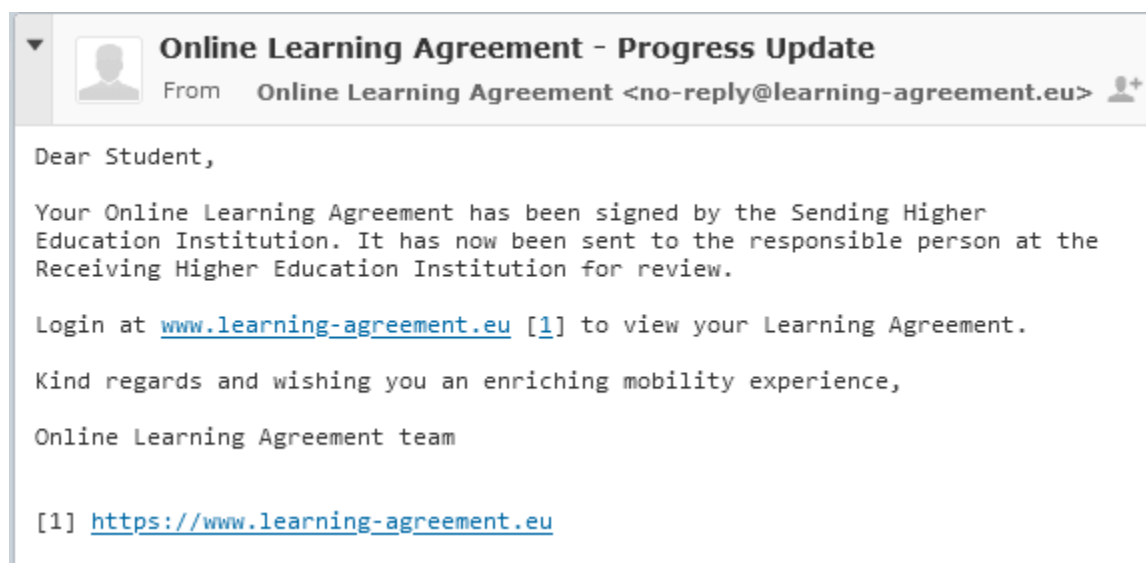 Online Learning Agreement - Progress Update
From Online Learning Agreement <no-reply@learning-agreement.eu>
Dear Student,
Your Online Learning Agreement has been signed by the Sending Higher
Education Institution. It has now been sent to the responsible person at the
Receiving Higher Education Institution for review.
Login at www.learning-agreement.eu [1] to view your Learning Agreement.
Kind regards and wishing you an enriching mobility experience,
Online Learning Agreement team
[1] https://www.learning-agreement.eu